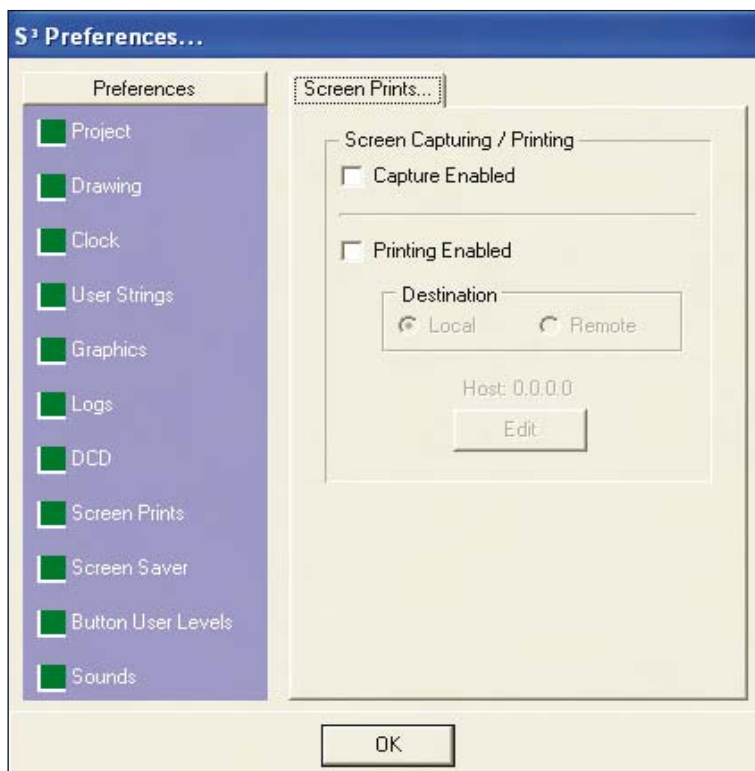 S³ Preferences...
Preferences
Project
Drawing
Clock
User Strings
Graphics
Logs
DCD
Screen Prints
Screen Saver
Button User Levels
Sounds
Screen Prints...
Screen Capturing / Printing
Capture Enabled
Printing Enabled
Destination
Local Remote
Host: 0.0.0.0
Edit
OK